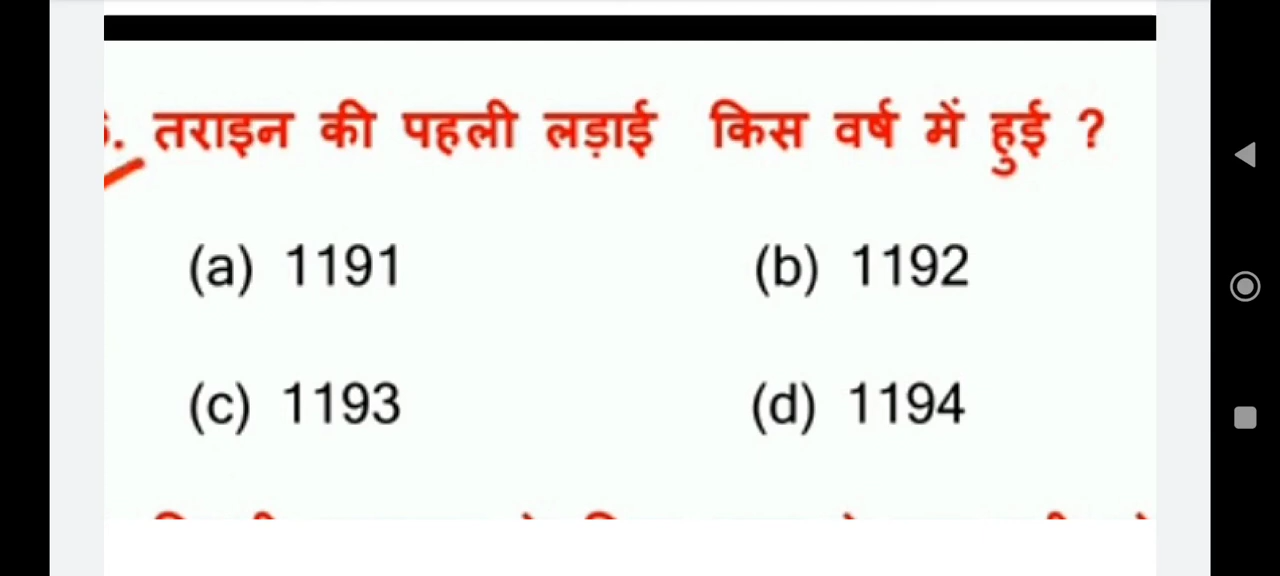 . तराइन की पहली लड़ाई किस वर्ष में हुई ?
(a) 1191 (b) 1192
(c) 1193 (d) 1194